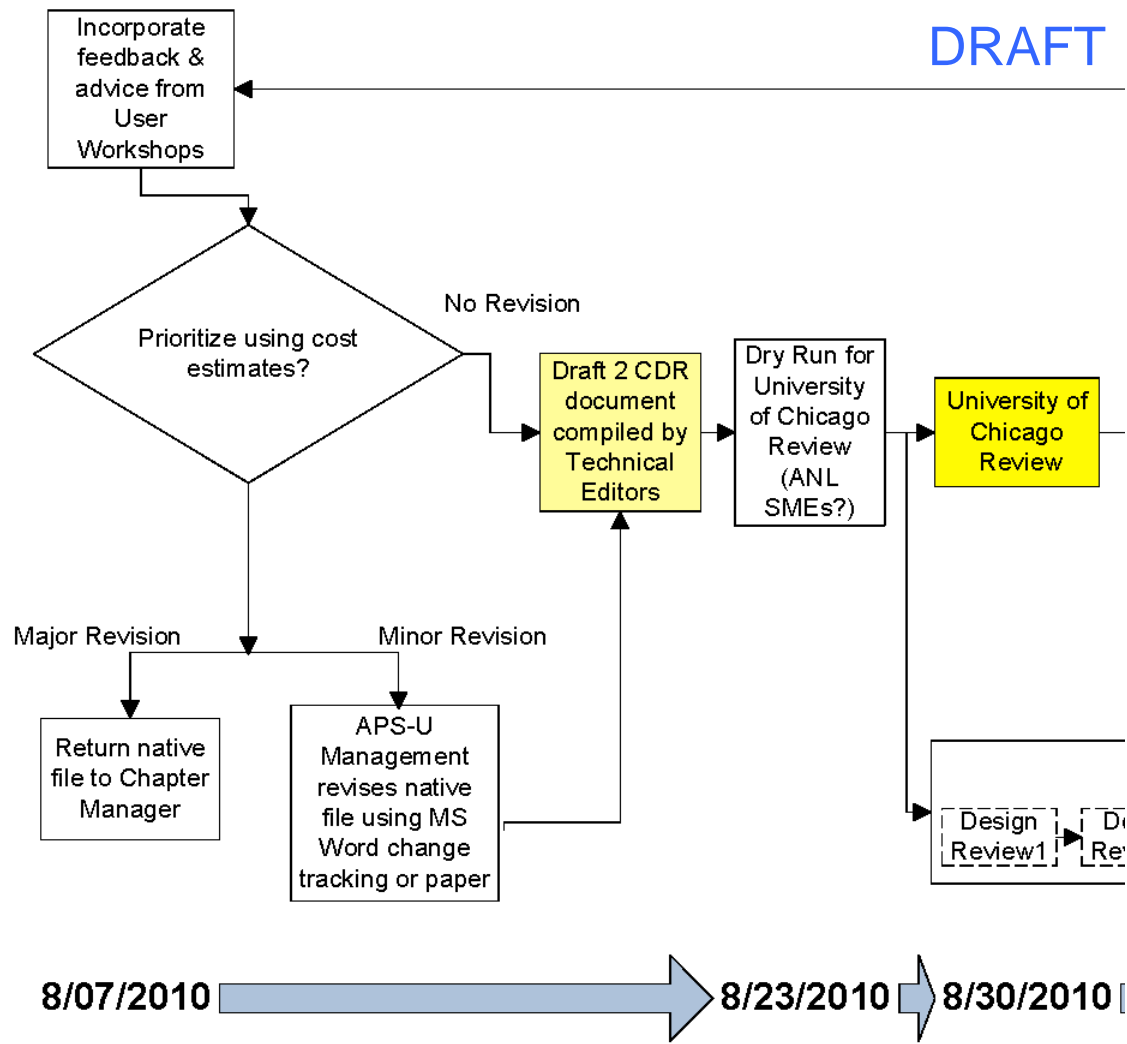 DRAFT
Incorporate
feedback &
advice from
User
Workshops
No Revision
Prioritize using cost
estimates?
Draft 2 CDR
document
compiled by
Technical
Editors
Dry Run for
University
of Chicago
Review
(ANL
SMEs?)
University of
Chicago
Review
Major Revision
Minor Revision
Return native
file to Chapter
Manager
APS-U
Management
revises native
file using MS
Word change
tracking or paper
Design
Review1
8/07/2010
8/23/2010
8/30/2010